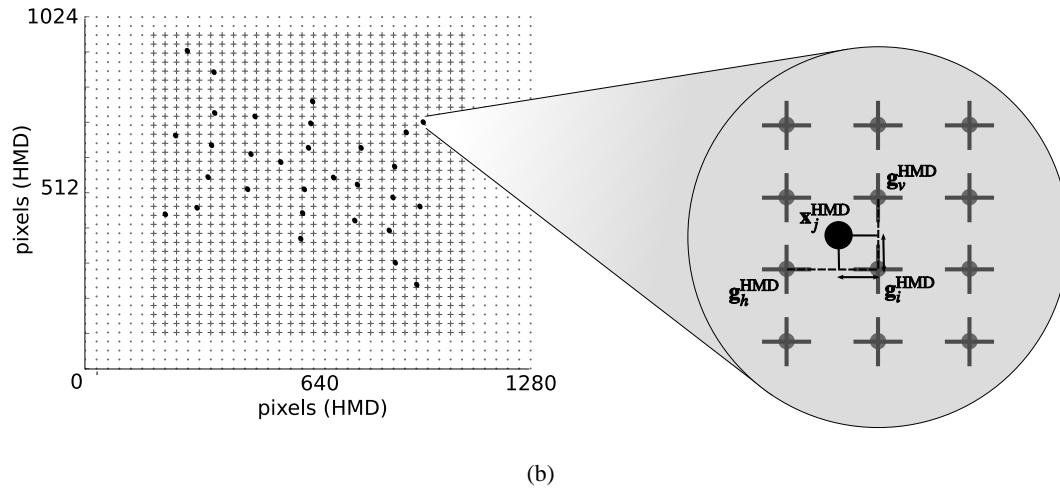 1024
512
0
640
1280
pixels (HMD)
pixels (HMD)
g_v^HMD
x_j^HMD
g_h^HMD
g_i^HMD
(b)